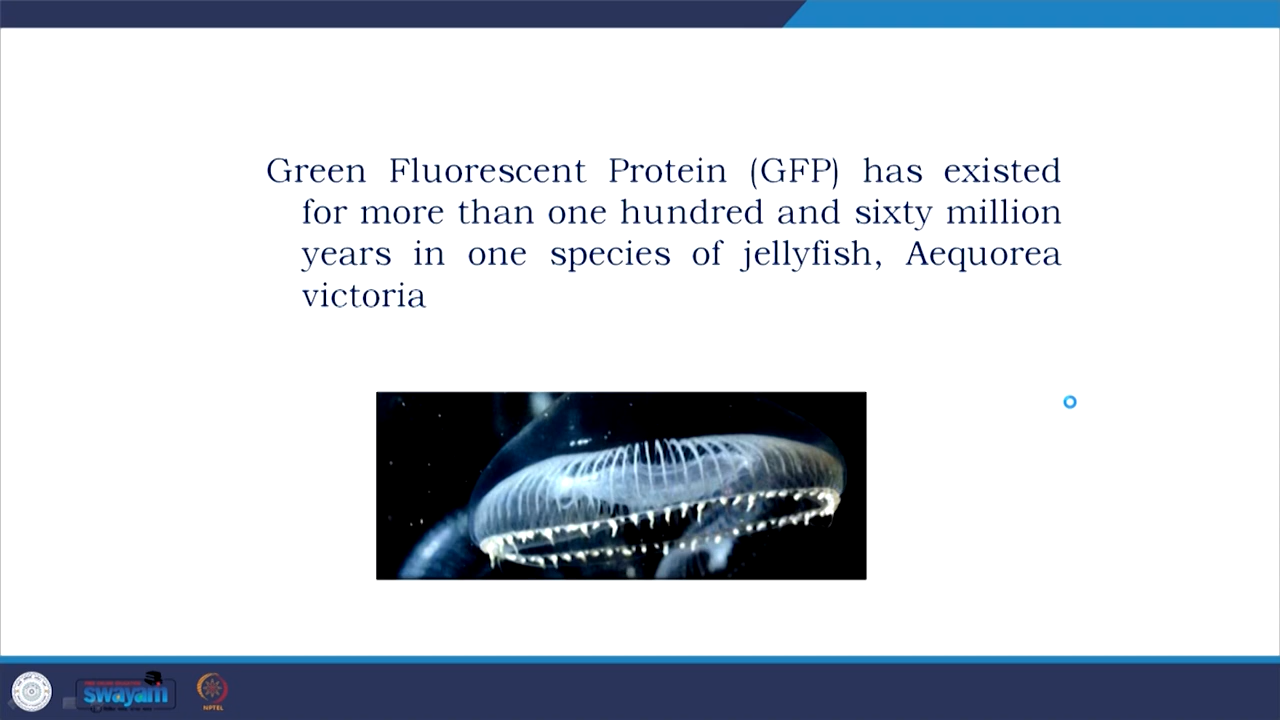 Green Fluorescent Protein (GFP) has existed
for more than one hundred and sixty million
years in one species of jellyfish, Aequorea
victoria
swayam
NPTEL